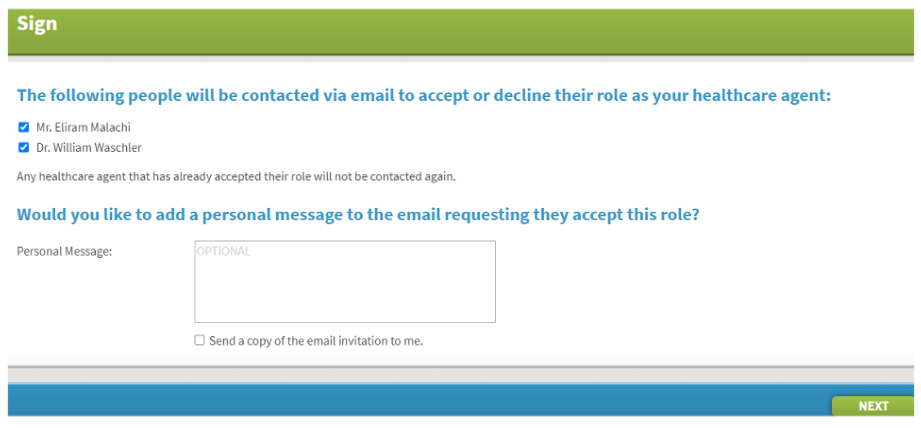 Sign
The following people will be contacted via email to accept or decline their role as your healthcare agent:
Mr. Eliram Malachi
Dr. William Waschler
Any healthcare agent that has already accepted their role will not be contacted again.
Would you like to add a personal message to the email requesting they accept this role?
Personal Message:
OPTIONAL
Send a copy of the email invitation to me.
NEXT